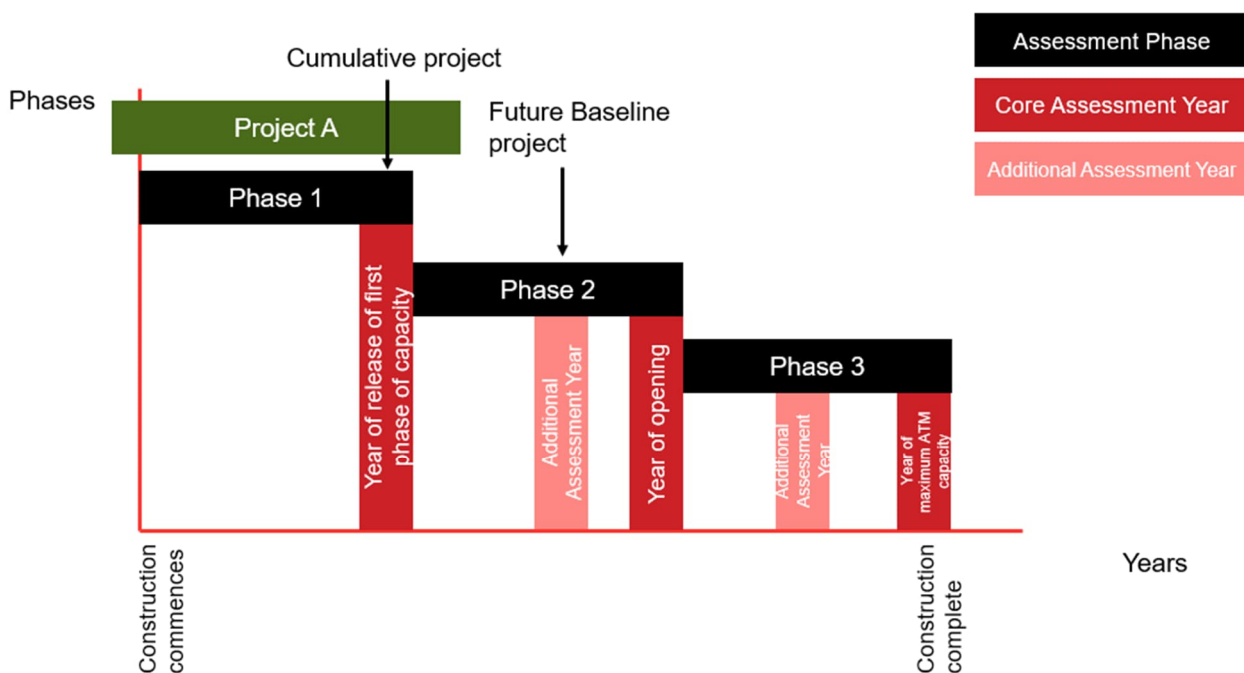 Assessment Phase
Core Assessment Year
Additional Assessment Year
Phases
Cumulative project
Project A
Future Baseline
project
Phase 1
Phase 2
Phase 3
Year of release of first
phase of capacity
Additional
Assessment Year
Year of opening
Additional
Assessment
Year
Year of
maximum ATM
capacity
Construction
commences
Construction
complete
Years